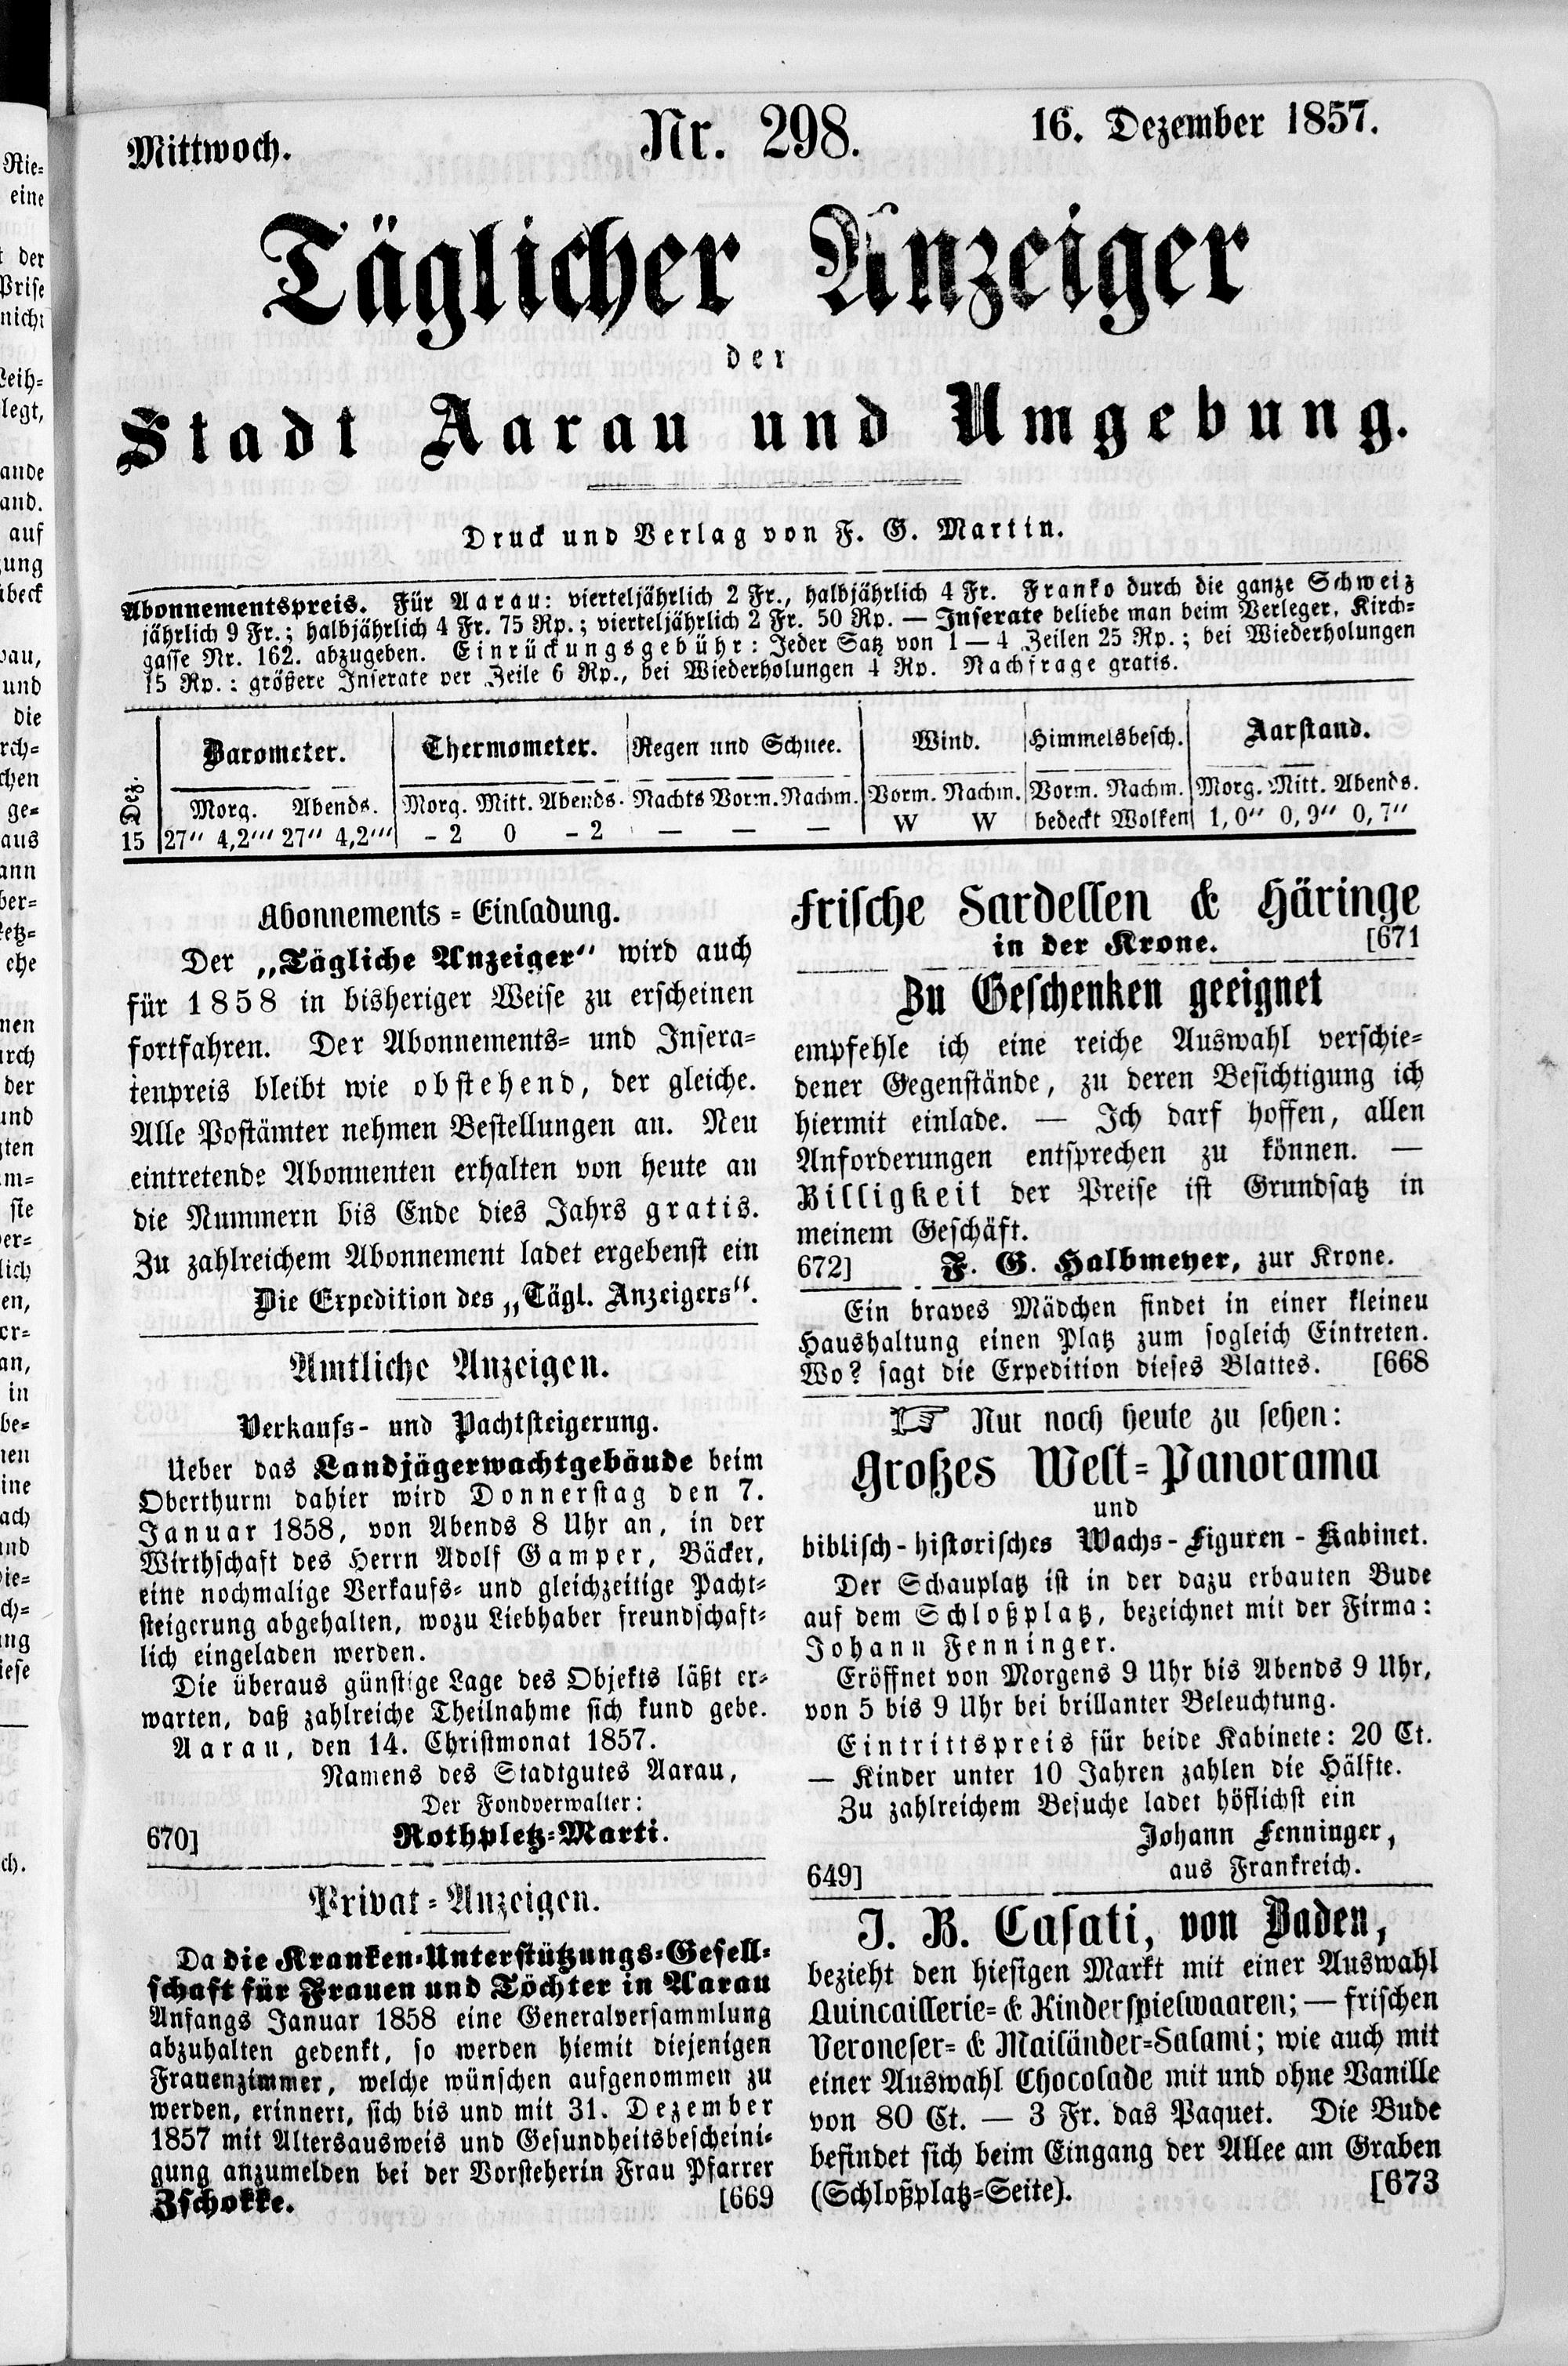 Mittwoch.
Nr. 298.
16. Dezember 1857.
Täglicher Anzeiger
der
Stadt Aarau und Umgebung.
Druck und Verlag von F. G. Martin.
Abonnementspreis. Für Aarau: vierteljährlich 2 Fr., halbjährlich 4 Fr. Franko durch die ganze Schweiz
jährlich 9 Fr.; halbjährlich 4 Fr. 75 Rp.; vierteljährlich 2 Fr. 50 Rp. — Inserate beliebe man beim Verleger, Kirch-
gasse Nr. 162. abzugeben. Einrückungsgebühr: Jeder Satz von 1 — 4 Zeilen 25 Rp.; bei Wiederholungen
15 Rp.: größere Inserate per Zeile 6 Rp., bei Wiederholungen 4 Rp. Nachfrage gratis.
Dez. Barometer. Thermometer. Regen und Schnee. Wind. Himmelsbesch. Aarstand.
Morg. Abends. Morg. Mitt. Abends. Nachts Vorm. Nachm. Vorm. Nachm. Vorm. Nachm. Morg. Mitt. Abends.
15 27'' 4,2''' 27'' 4,2''' - 2 0 - 2 — — — W W bedeckt Wolken 1,0'' 0,9'' 0,7''
Abonnements-Einladung.
Der „Tägliche Anzeiger“ wird auch
für 1858 in bisheriger Weise zu erscheinen
fortfahren. Der Abonnements- und Insera-
tenpreis bleibt wie obstehend, der gleiche.
Alle Postämter nehmen Bestellungen an. Neu
eintretende Abonnenten erhalten von heute an
die Nummern bis Ende dies Jahrs gratis.
Zu zahlreichem Abonnement ladet ergebenst ein
Die Expedition des „Tägl. Anzeigers“.
Amtliche Anzeigen.
Verkaufs- und Pachtsteigerung.
Ueber das Landjägerwachtgebäude beim
Oberthurm dahier wird Donnerstag den 7.
Januar 1858, von Abends 8 Uhr an, in der
Wirthschaft des Herrn Adolf Gamper, Bäcker,
eine nochmalige Verkaufs- und gleichzeitige Pacht-
steigerung abgehalten, wozu Liebhaber freundschaft-
lich eingeladen werden.
Die überaus günstige Lage des Objekts läßt er-
warten, daß zahlreiche Theilnahme sich kund gebe.
Aarau, den 14. Christmonat 1857.
Namens des Stadtgutes Aarau,
Der Fondverwalter:
670] Rothpletz-Marti.
Privat-Anzeigen.
Da die Kranken-Unterstützungs-Gesell-
schaft für Frauen und Töchter in Aarau
Anfangs Januar 1858 eine Generalversammlung
abzuhalten gedenkt, so werden hiemit diejenigen
Frauenzimmer, welche wünschen aufgenommen zu
werden, erinnert, sich bis und mit 31. Dezember
1857 mit Altersausweis und Gesundheitsbescheini-
gung anzumelden bei der Vorsteherin Frau Pfarrer
Zschokke. [669
Frische Sardellen & Häringe
in der Krone. [671
Zu Geschenken geeignet
empfehle ich eine reiche Auswahl verschie-
dener Gegenstände, zu deren Besichtigung ich
hiermit einlade. — Ich darf hoffen, allen
Anforderungen entsprechen zu können. —
Billigkeit der Preise ist Grundsatz in
meinem Geschäft.
672] F. G. Halbmeyer, zur Krone.
Ein braves Mädchen findet in einer kleinen
Haushaltung einen Platz zum sogleich Eintreten.
Wo? sagt die Expedition dieses Blattes. [668
☞ Nur noch heute zu sehen:
Großes Welt-Panorama
und
biblisch-historisches Wachs-Figuren-Kabinet.
Der Schauplatz ist in der dazu erbauten Bude
auf dem Schloßplatz, bezeichnet mit der Firma:
Johann Fenninger.
Eröffnet von Morgens 9 Uhr bis Abends 9 Uhr,
von 5 bis 9 Uhr bei brillanter Beleuchtung.
Eintrittspreis für beide Kabinete: 20 Ct.
— Kinder unter 10 Jahren zahlen die Hälfte.
Zu zahlreichem Besuche ladet höflichst ein
Johann Fenninger,
649] aus Frankreich.
J. B. Casati, von Baden,
bezieht den hiesigen Markt mit einer Auswahl
Quincaillerie- & Kinderspielwaaren; — frischen
Veroneser- & Mailänder-Salami; wie auch mit
einer Auswahl Chocolade mit und ohne Vanille
von 80 Ct. — 3 Fr. das Paquet. Die Bude
befindet sich beim Eingang der Allee am Graben
(Schloßplatz-Seite). [673